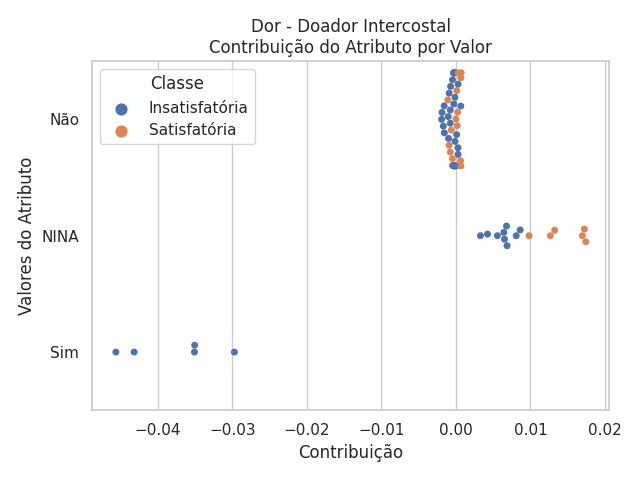 Dor - Doador Intercostal
Contribuição do Atributo por Valor
Classe
Insatisfatória
Satisfatória
Valores do Atributo
Não
NINA
Sim
−0.04 −0.03 −0.02 −0.01 0.00 0.01 0.02
Contribuição